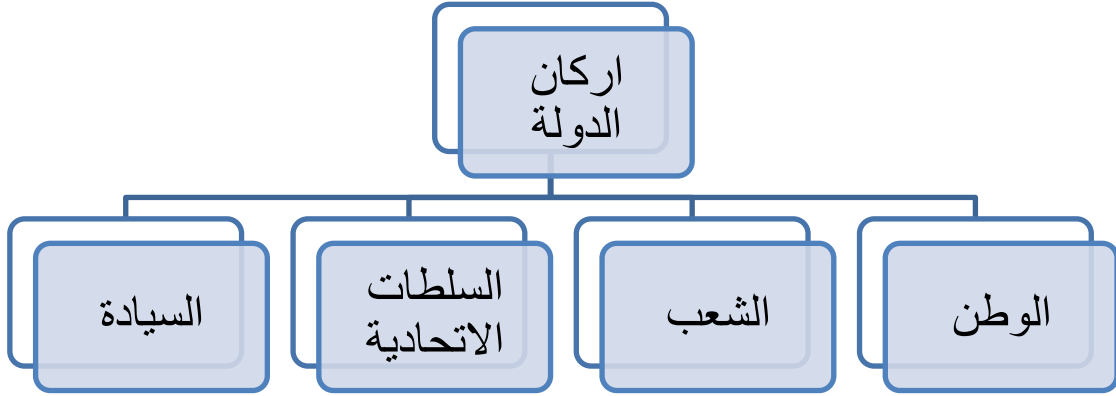 اركان
الدولة
الوطن
الشعب
السلطات
الاتحادية
السيادة